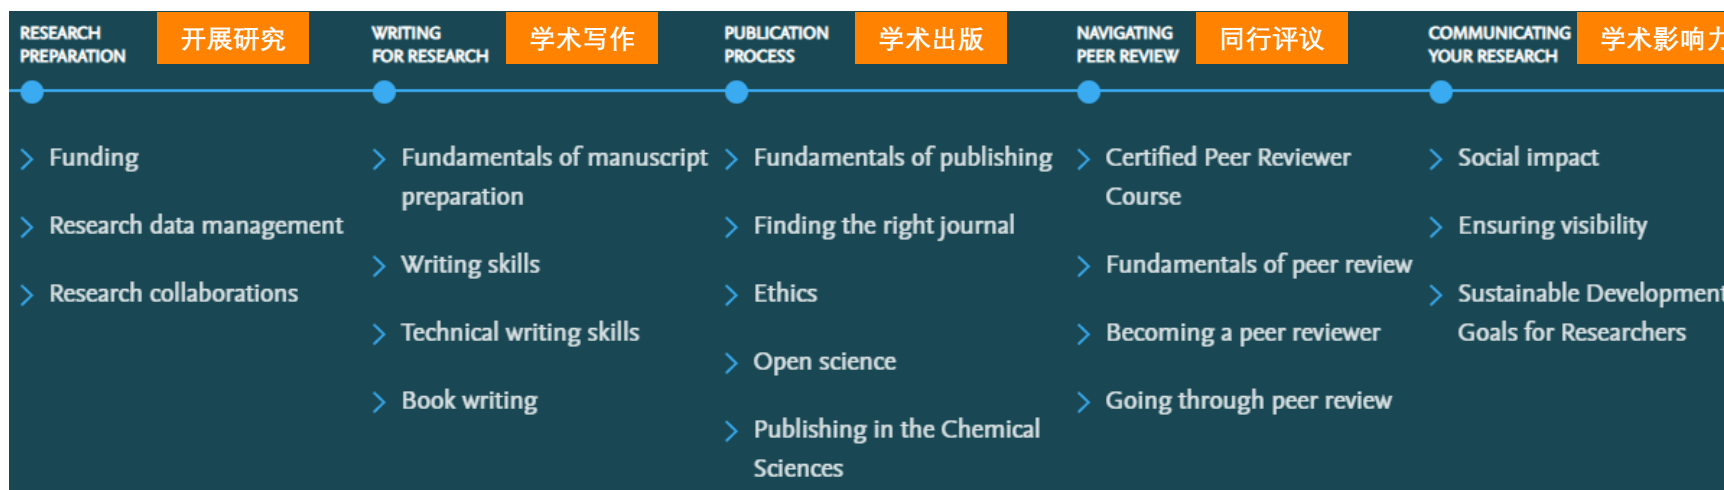 RESEARCH
PREPARATION
开展研究
Funding
Research data management
Research collaborations
WRITING
FOR RESEARCH
学术写作
Fundamentals of manuscript
preparation
Writing skills
Technical writing skills
Book writing
PUBLICATION
PROCESS
学术出版
Fundamentals of publishing
Finding the right journal
Ethics
Open science
Publishing in the Chemical
Sciences
NAVIGATING
PEER REVIEW
同行评议
Certified Peer Reviewer
Course
Fundamentals of peer review
Becoming a peer reviewer
Going through peer review
COMMUNICATING
YOUR RESEARCH
学术影响力
Social impact
Ensuring visibility
Sustainable Development
Goals for Researchers